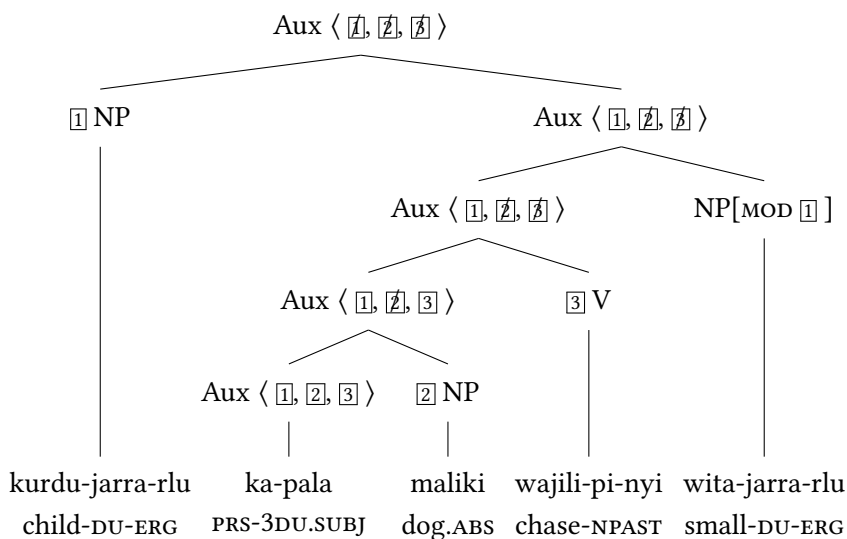 Aux ⟨ 1̸, 2̸, 3̸ ⟩
1 NP Aux ⟨ 1, 2̸, 3̸ ⟩
Aux ⟨ 1, 2̸, 3̸ ⟩ NP[MOD 1 ]
Aux ⟨ 1, 2̸, 3 ⟩ 3 V
Aux ⟨ 1, 2, 3 ⟩ 2 NP
kurdu-jarra-rlu ka-pala maliki wajili-pi-nyi wita-jarra-rlu
child-DU-ERG PRS-3DU.SUBJ dog.ABS chase-NPAST small-DU-ERG